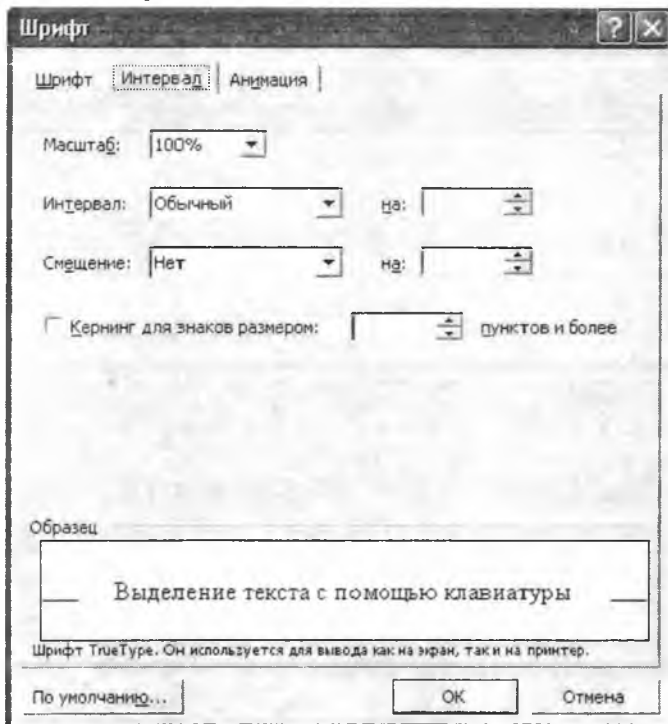 Шрифт
Шрифт Интервал Анимация
Масштаб: 100%
Интервал: Обычный на:
Смещение: Нет на:
Кернинг для знаков размером: пунктов и более
Образец
Выделение текста с помощью клавиатуры
Шрифт TrueType. Он используется для вывода как на экран, так и на принтер.
По умолчанию... ОК Отмена